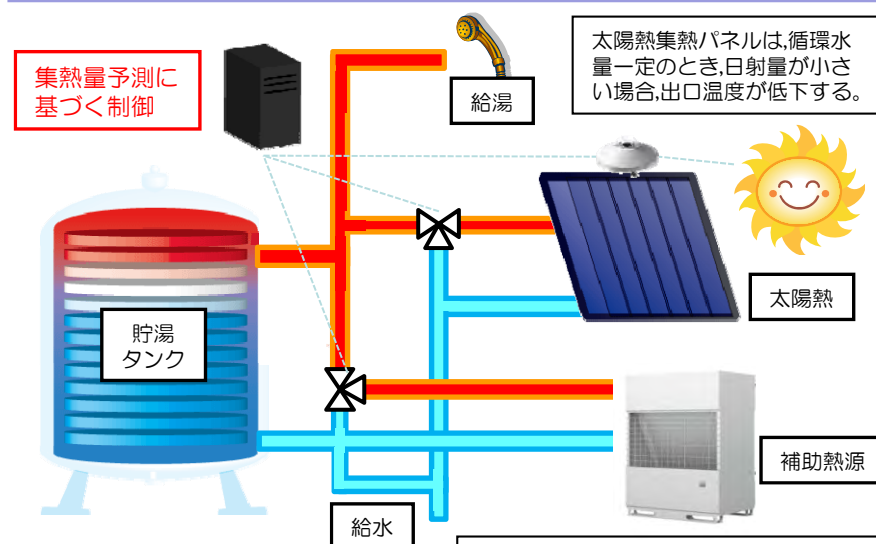 集熱量予測に
基づく制御
給湯
太陽熱集熱パネルは,循環水
量一定のとき,日射量が小さ
い場合,出口温度が低下する。
太陽熱
貯湯
タンク
補助熱源
給水